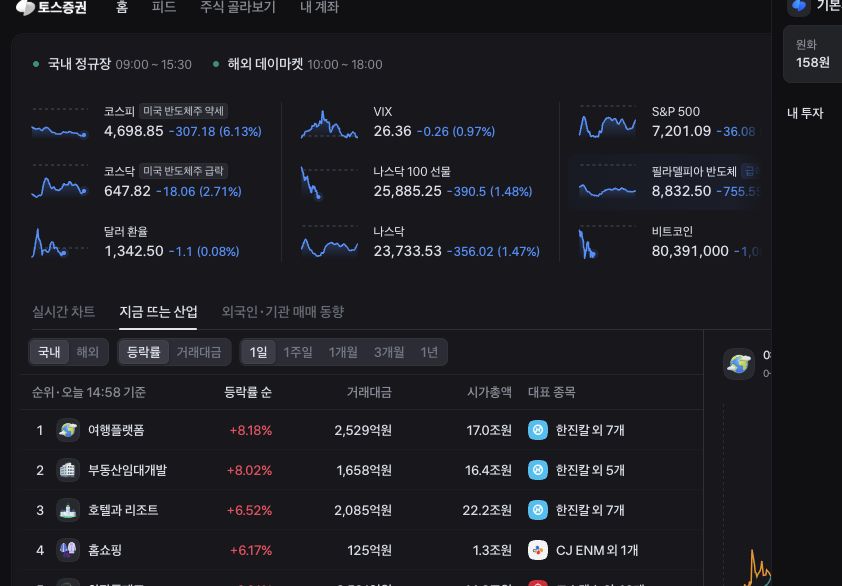 토스증권 홈 피드 주식 골라보기 내 계좌
국내 정규장 09:00 ~ 15:30 해외 데이마켓 10:00 ~ 18:00
코스피 미국 반도체주 약세
4,698.85 -307.18 (6.13%)
VIX
26.36 -0.26 (0.97%)
S&P 500
7,201.09 -36.08
코스닥 미국 반도체주 급락
647.82 -18.06 (2.71%)
나스닥 100 선물
25,885.25 -390.5 (1.48%)
필라델피아 반도체
8,832.50 -755.55
달러 환율
1,342.50 -1.1 (0.08%)
나스닥
23,733.53 -356.02 (1.47%)
비트코인
80,391,000
실시간 차트 지금 뜨는 산업 외국인·기관 매매 동향
국내 해외 등락률 거래대금 1일 1주일 1개월 3개월 1년
순위·오늘 14:58 기준 등락률 순 거래대금 시가총액 대표 종목
1 여행플랫폼 +8.18% 2,529억원 17.0조원 한진칼 외 7개
2 부동산임대개발 +8.02% 1,658억원 16.4조원 한진칼 외 5개
3 호텔과 리조트 +6.52% 2,085억원 22.2조원 한진칼 외 7개
4 홈쇼핑 +6.17% 125억원 1.3조원 CJ ENM 외 1개
원화
158원
내 투자